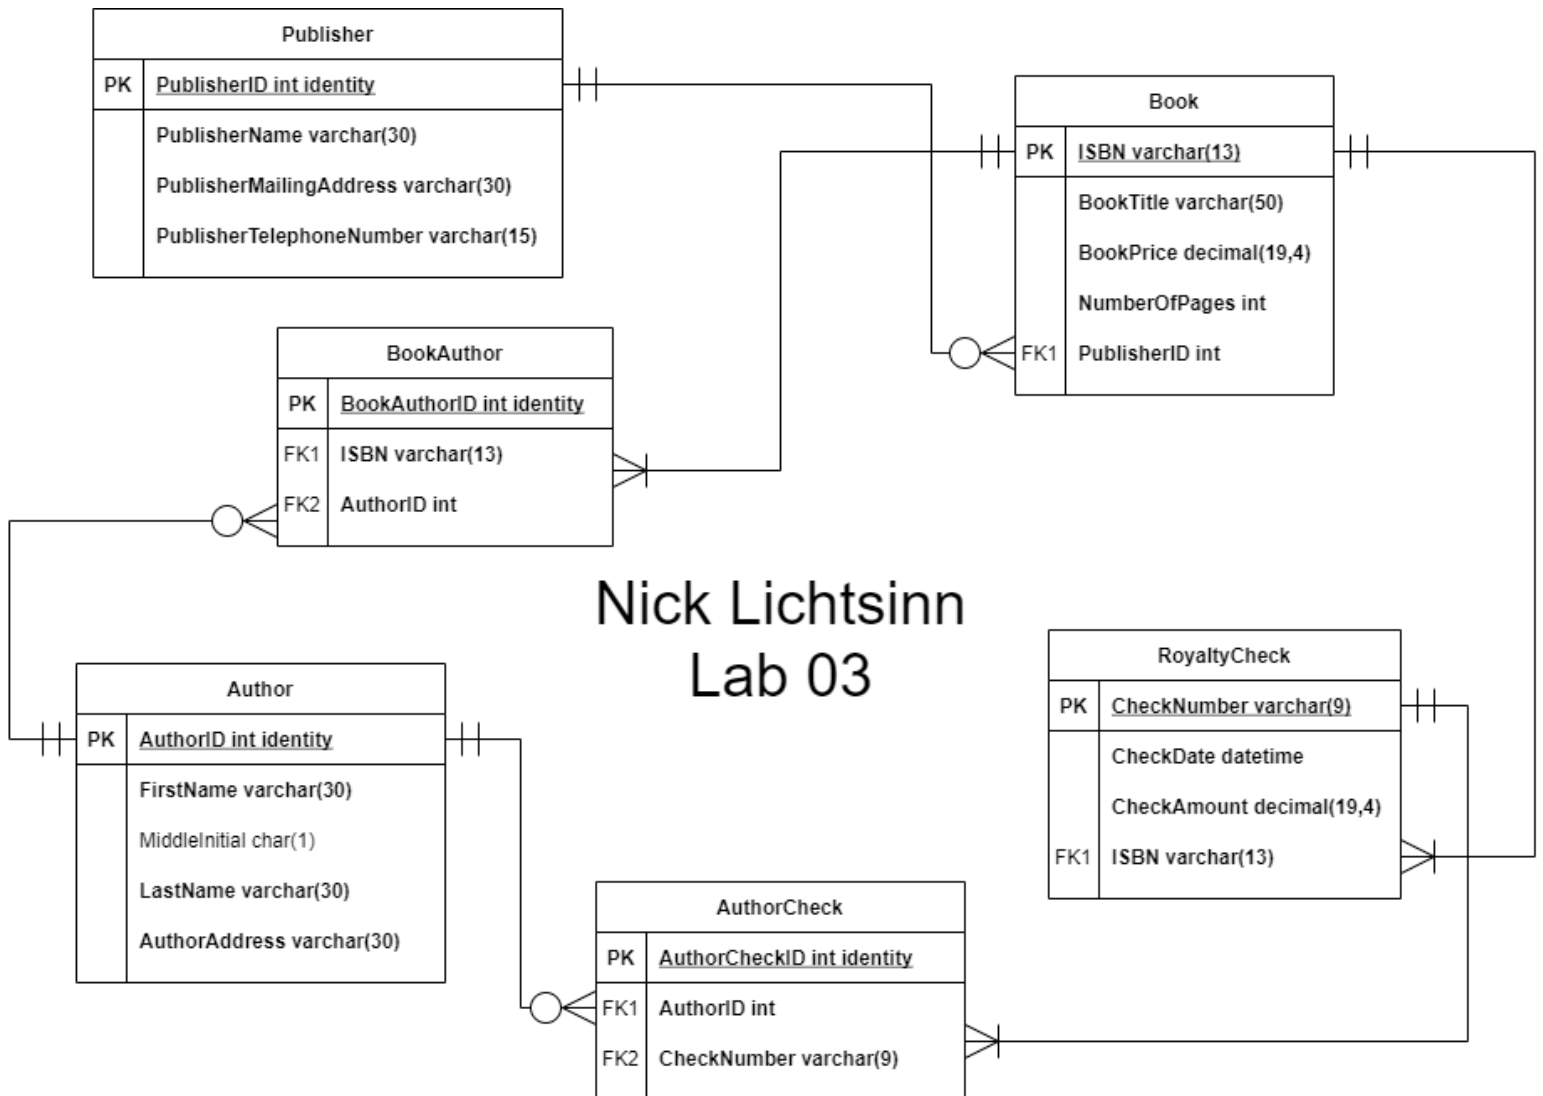 Publisher
PK PublisherID int identity
PublisherName varchar(30)
PublisherMailingAddress varchar(30)
PublisherTelephoneNumber varchar(15)
Book
PK ISBN varchar(13)
BookTitle varchar(50)
BookPrice decimal(19,4)
NumberOfPages int
FK1 PublisherID int
BookAuthor
PK BookAuthorID int identity
FK1 ISBN varchar(13)
FK2 AuthorID int
Nick Lichtsinn
Lab 03
Author
PK AuthorID int identity
FirstName varchar(30)
MiddleInitial char(1)
LastName varchar(30)
AuthorAddress varchar(30)
RoyaltyCheck
PK CheckNumber varchar(9)
CheckDate datetime
CheckAmount decimal(19,4)
FK1 ISBN varchar(13)
AuthorCheck
PK AuthorCheckID int identity
FK1 AuthorID int
FK2 CheckNumber varchar(9)